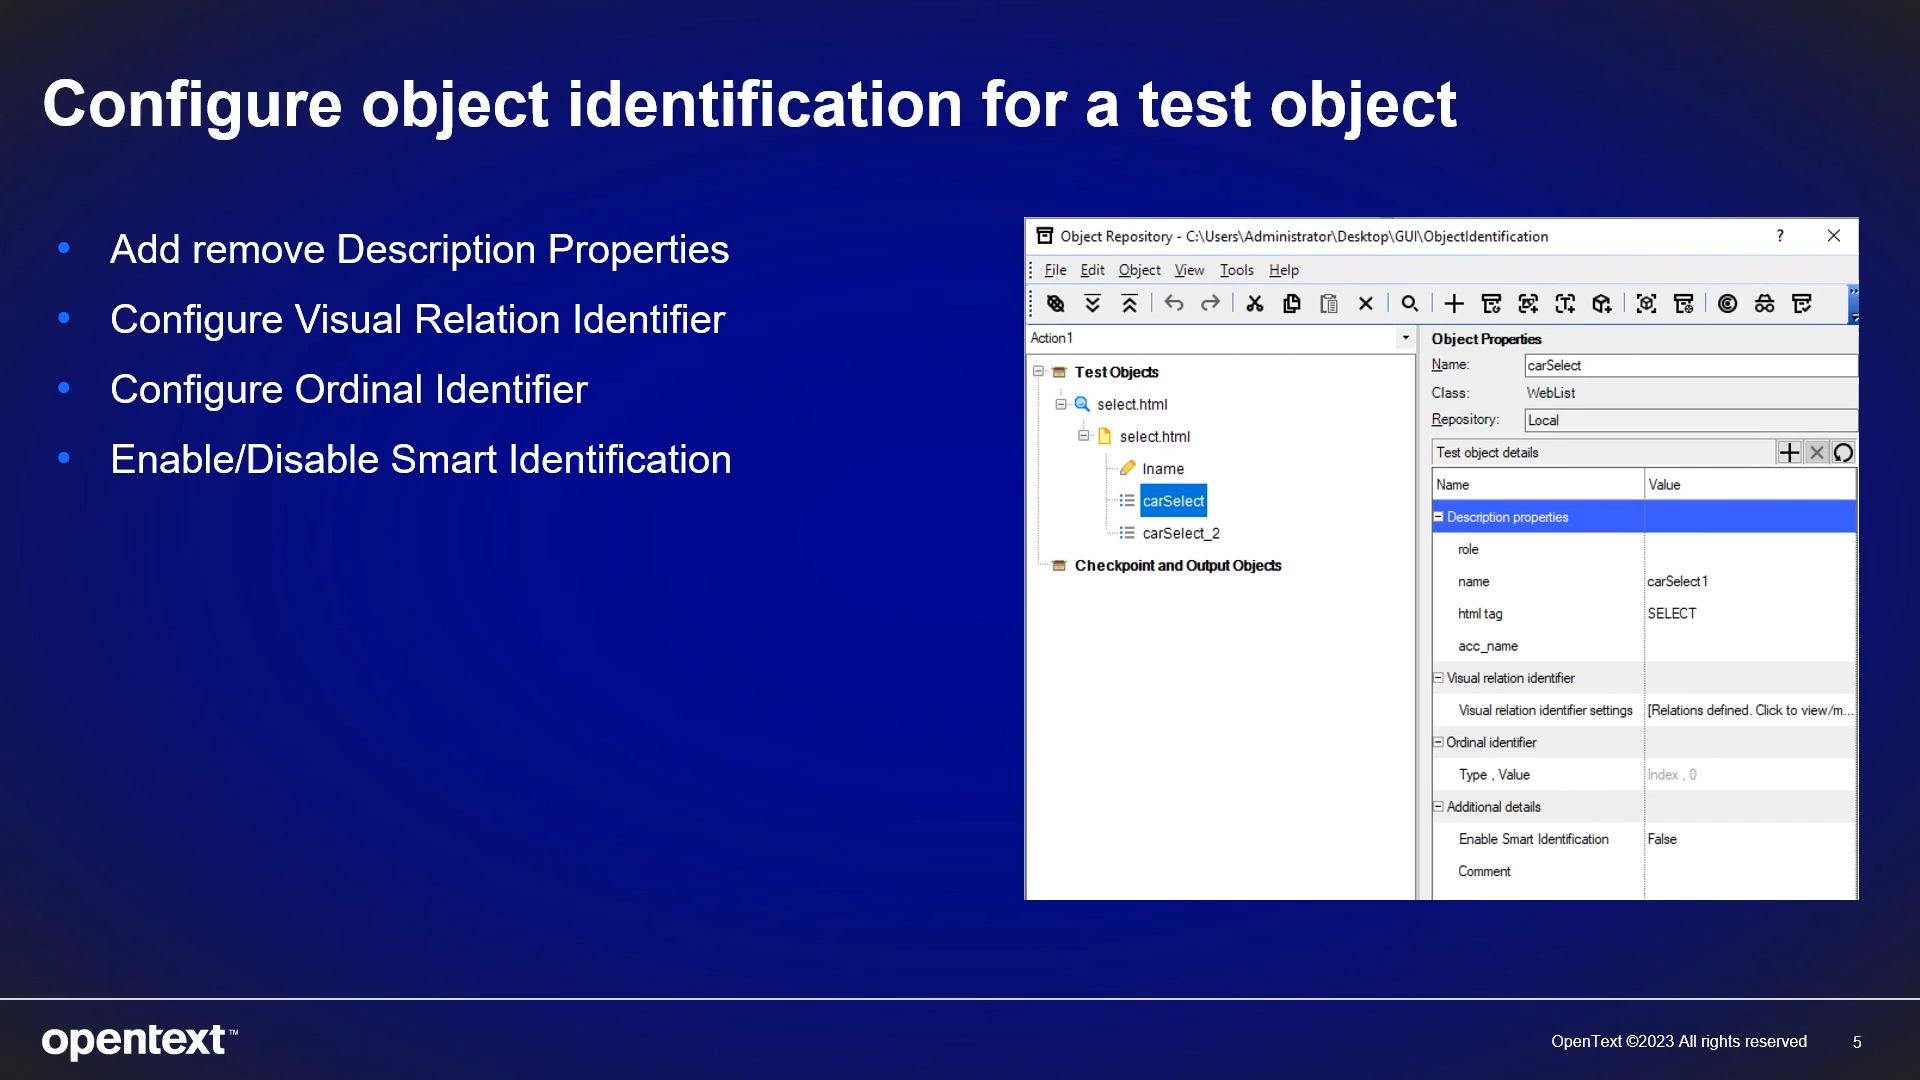 Configure object identification for a test object
• Add remove Description Properties
• Configure Visual Relation Identifier
• Configure Ordinal Identifier
• Enable/Disable Smart Identification
Object Repository - C:\Users\Administrator\Desktop\GUI\ObjectIdentification ?
File Edit Object View Tools Help
Action1
Test Objects
select.html
select.html
lname
carSelect
carSelect_2
Checkpoint and Output Objects
Object Properties
Name: carSelect
Class: WebList
Repository: Local
Test object details
Name Value
Description properties
role
name carSelect1
html tag SELECT
acc_name
Visual relation identifier
Visual relation identifier settings [Relations defined. Click to view/m...
Ordinal identifier
Type , Value Index , 0
Additional details
Enable Smart Identification False
Comment
opentext™
OpenText ©2023 All rights reserved 5